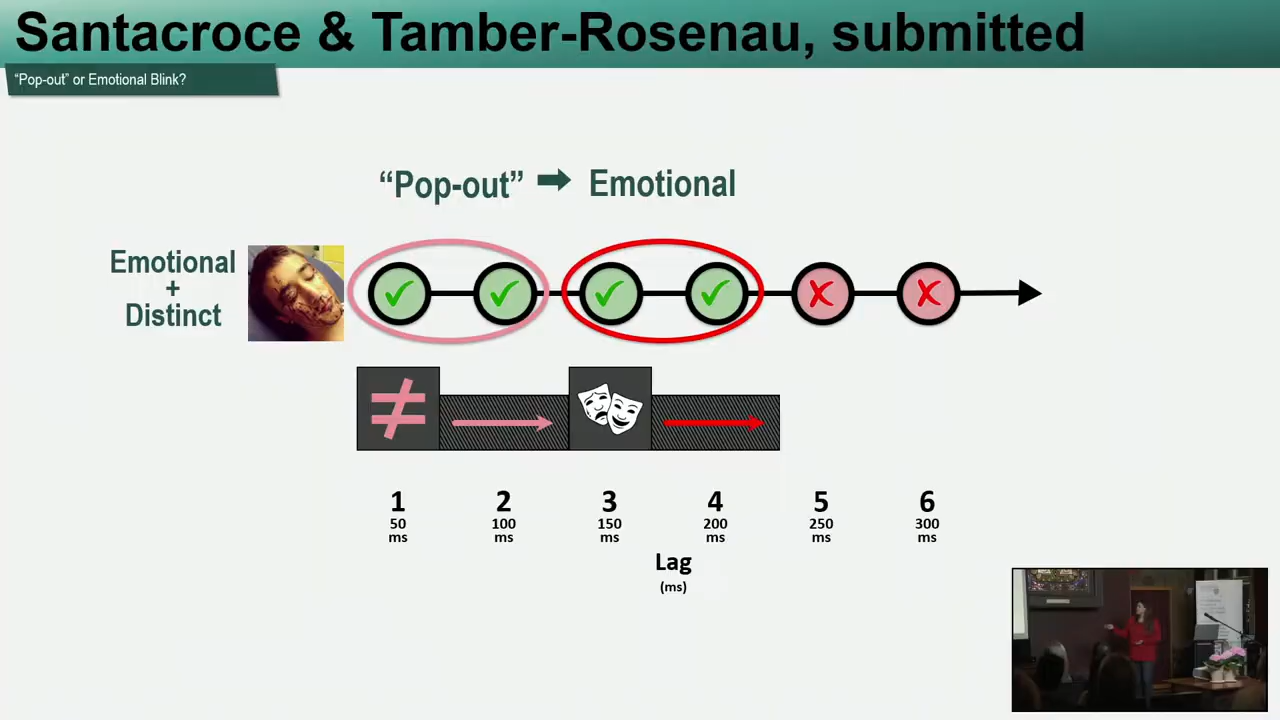 Santacroce & Tamber-Rosenau, submitted
“Pop-out” or Emotional Blink?
“Pop-out” ➡ Emotional
Emotional
+
Distinct
≠
1 2 3 4 5 6
50 100 150 200 250 300
ms ms ms ms ms ms
Lag
(ms)